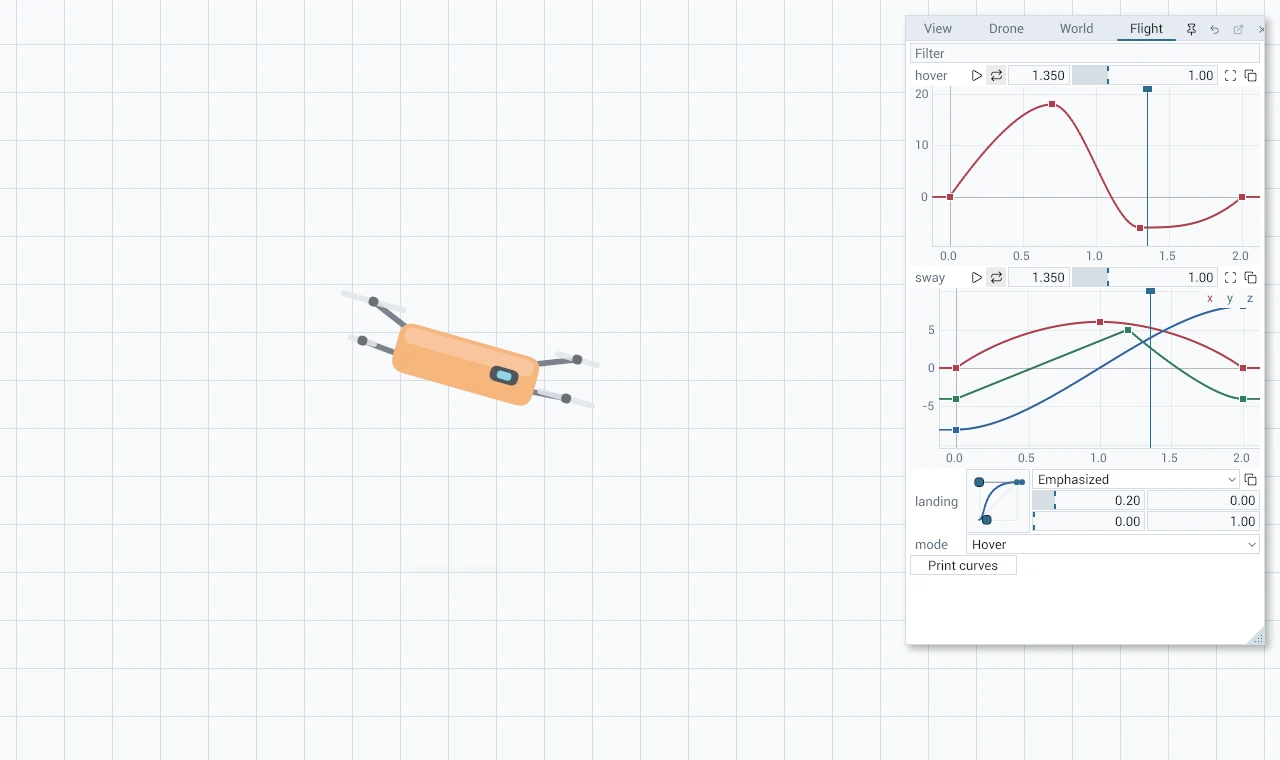 View Drone World Flight
Filter
hover 1.350 1.00
20
10
0
0.0 0.5 1.0 1.5 2.0
sway 1.350 1.00
x y z
5
0
-5
0.0 0.5 1.0 1.5 2.0
Emphasized
landing 0.20 0.00
0.00 1.00
mode Hover
Print curves